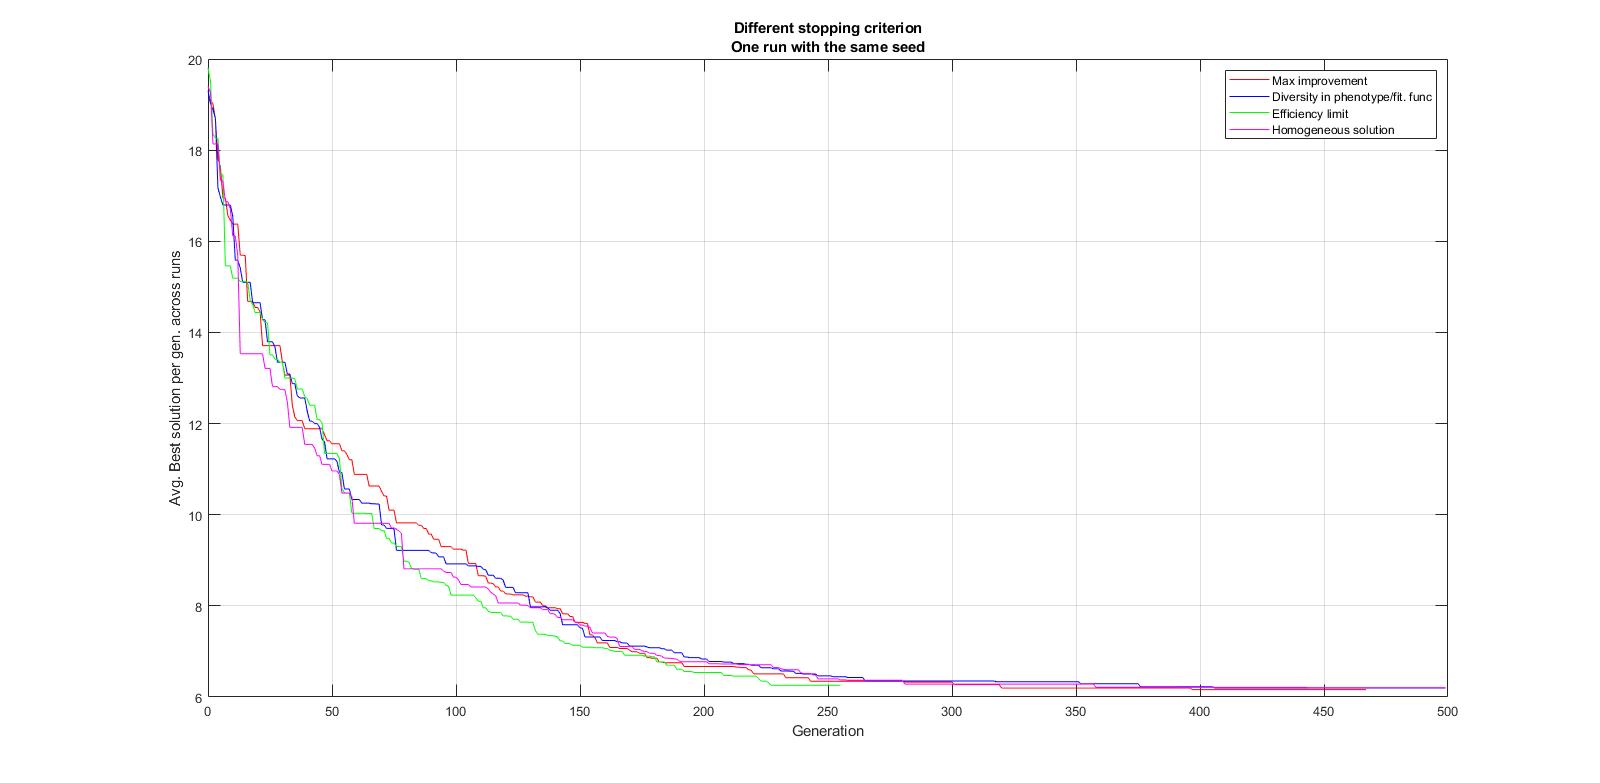 Different stopping criterion
One run with the same seed
Max improvement
Diversity in phenotype/fit. func
Efficiency limit
Homogeneous solution
Avg. Best solution per gen. across runs
20
18
16
14
12
10
8
6
0 50 100 150 200 250 300 350 400 450 500
Generation